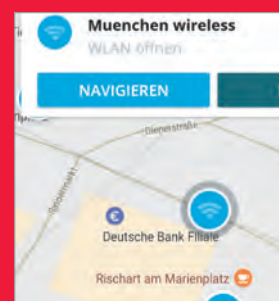 Muenchen wireless
WLAN öffnen
NAVIGIEREN
Dienerstraße
Deutsche Bank Filiale
Rischart am Marienplatz